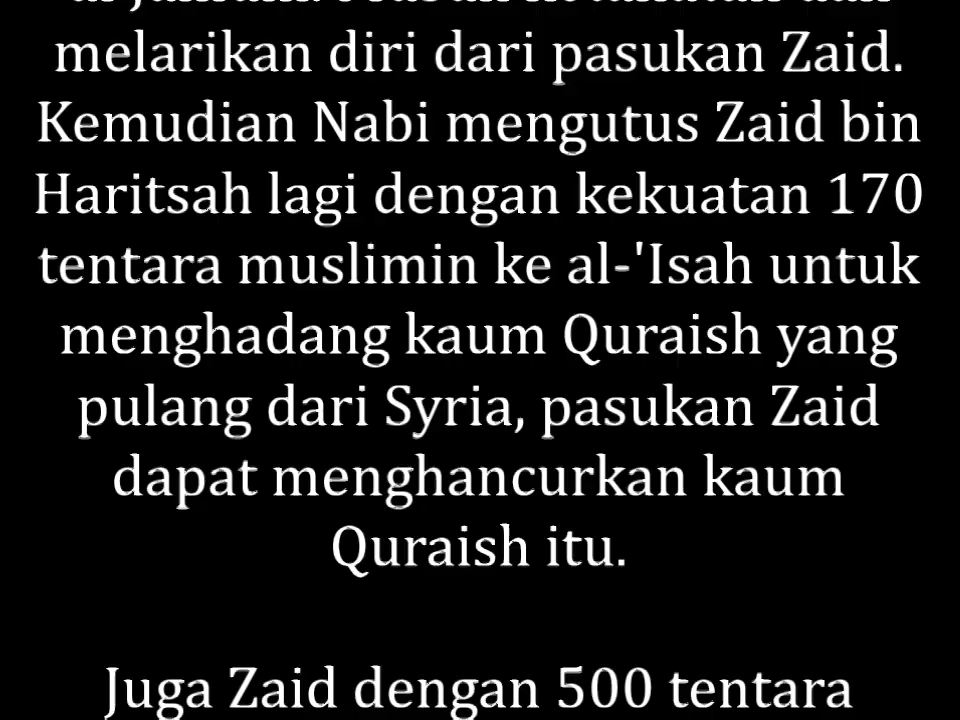 melarikan diri dari pasukan Zaid.
Kemudian Nabi mengutus Zaid bin
Haritsah lagi dengan kekuatan 170
tentara muslimin ke al-'Isah untuk
menghadang kaum Quraish yang
pulang dari Syria, pasukan Zaid
dapat menghancurkan kaum
Quraish itu.
Juga Zaid dengan 500 tentara